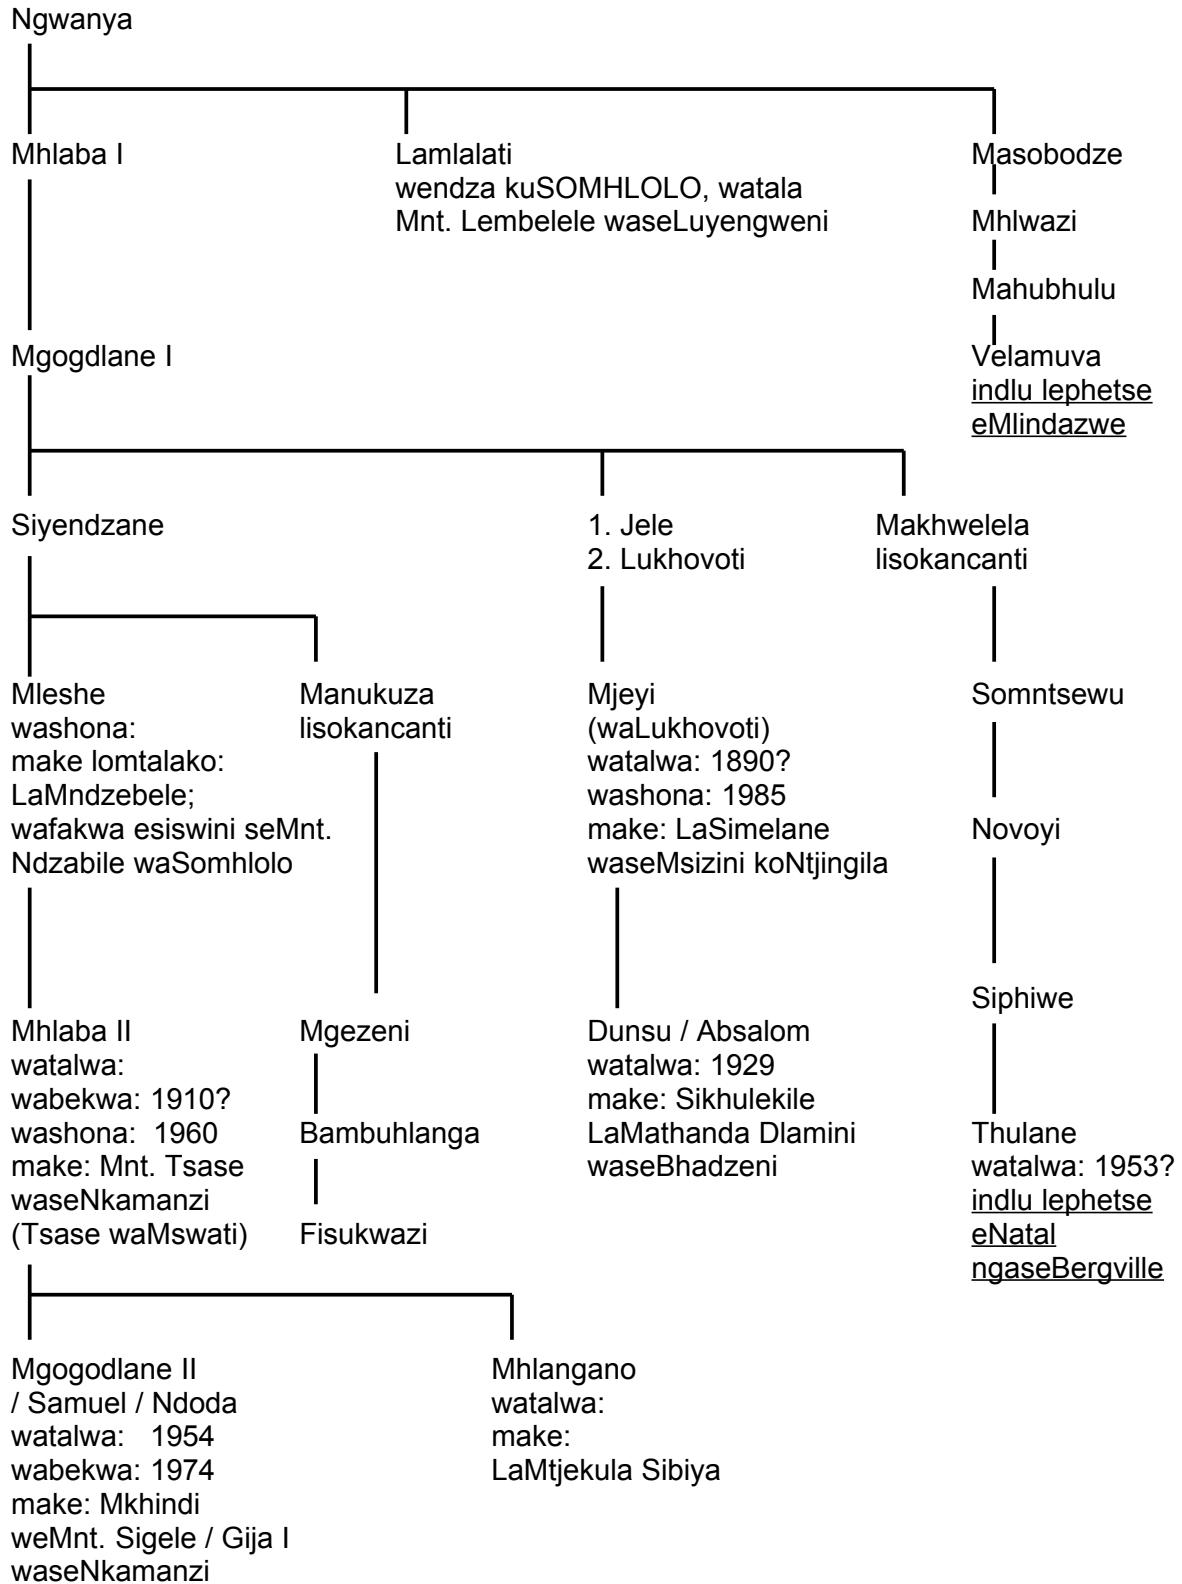 Ngwanya
Mhlaba I
Lamlalati
wendza kuSOMHLOLO, watala
Mnt. Lembelele waseLuyengweni
Masobodze
Mhlwazi
Mahubhulu
Velamuva
indlu lephetse
eMlindazwe
Mgogdlane I
Siyendzane
1. Jele
2. Lukhovoti
Makhwelela
lisokancanti
Mleshe
washona:
make lomtalako:
LaMndzebele;
wafakwa esiswini seMnt.
Ndzabile waSomhlolo
Manukuza
lisokancanti
Mjeyi
(waLukhovoti)
watalwa: 1890?
washona: 1985
make: LaSimelane
waseMsizini koNtjingila
Somntsewu
Novoyi
Siphiwe
Mhlaba II
watalwa:
wabekwa: 1910?
washona: 1960
make: Mnt. Tsase
waseNkamanzi
(Tsase waMswati)
Mgezeni
Bambuhlanga
Fisukwazi
Dunsu / Absalom
watalwa: 1929
make: Sikhulekile
LaMathanda Dlamini
waseBhadzeni
Thulane
watalwa: 1953?
indlu lephetse
eNatal
ngaseBergville
Mgogodlane II
/ Samuel / Ndoda
watalwa: 1954
wabekwa: 1974
make: Mkhindi
weMnt. Sigele / Gija I
waseNkamanzi
Mhlangano
watalwa:
make:
LaMtjekula Sibiya